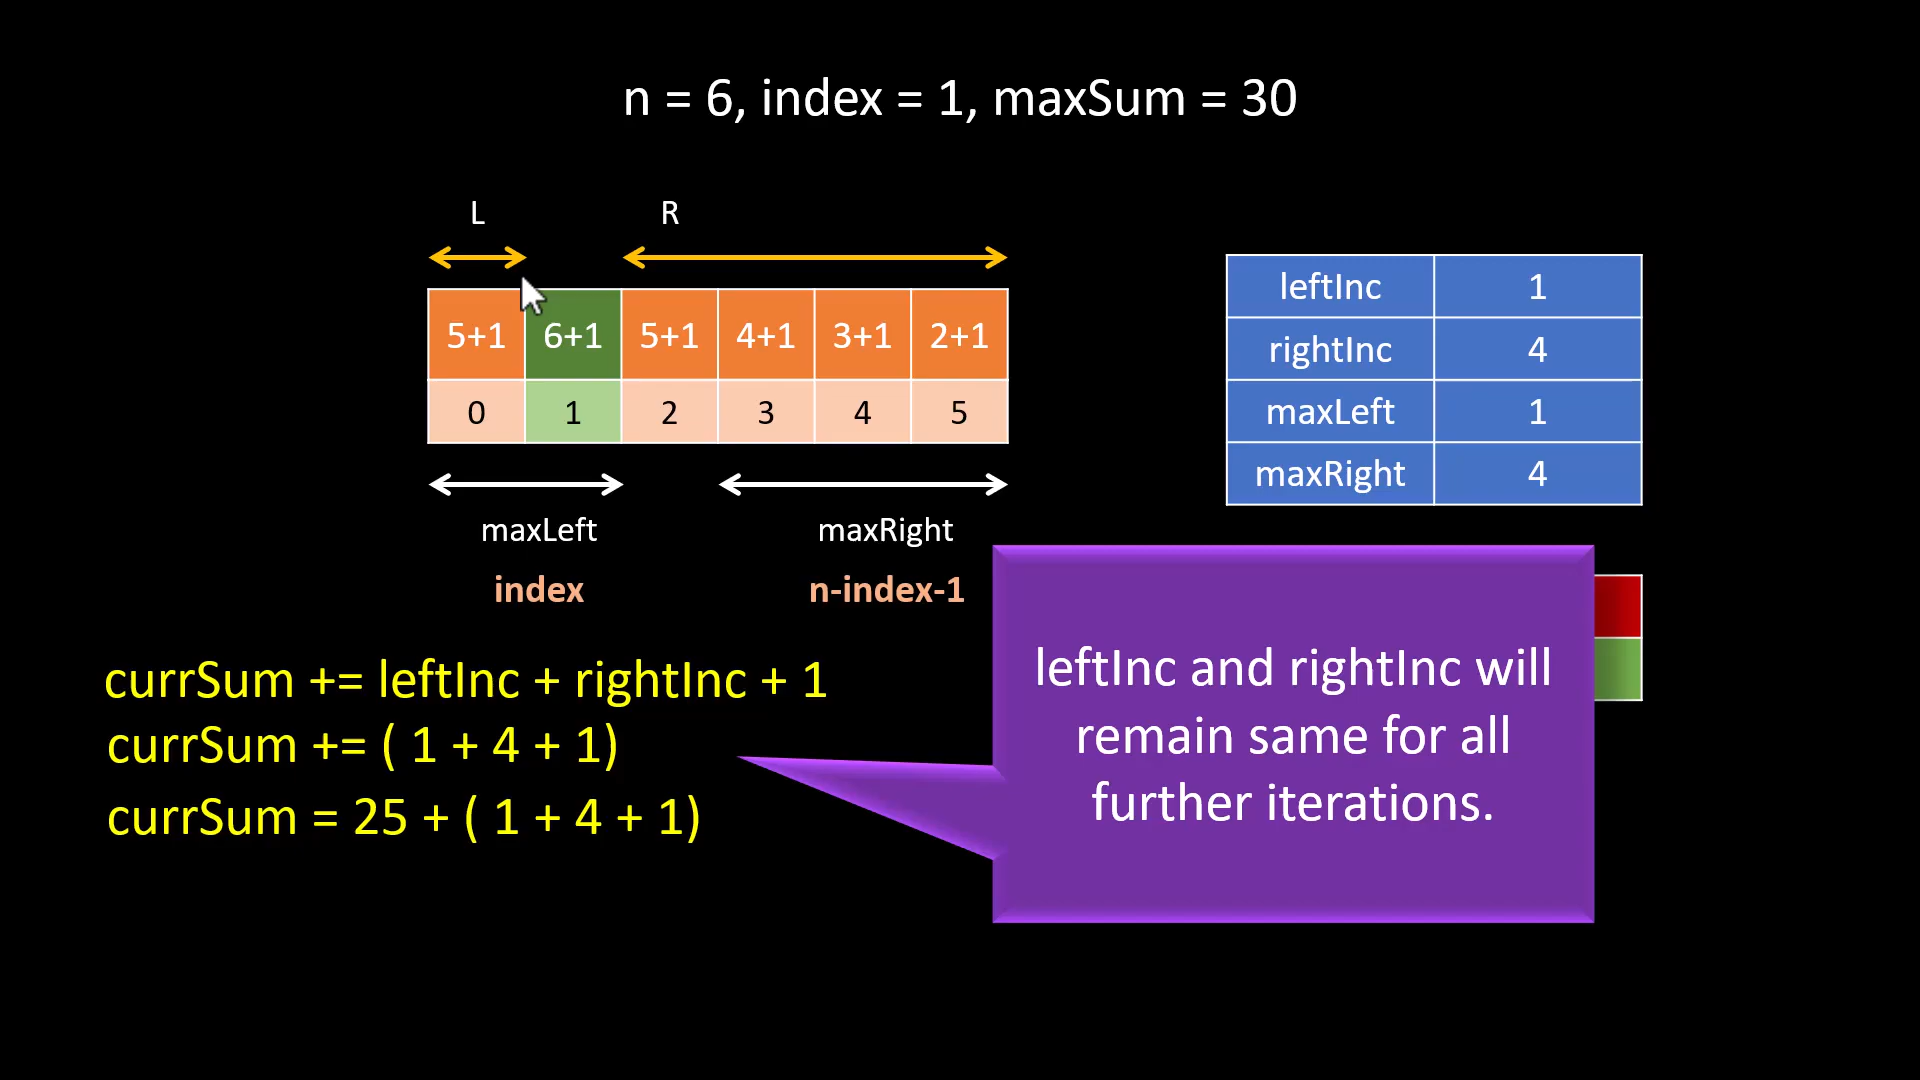 n = 6, index = 1, maxSum = 30
L R
5+1 6+1 5+1 4+1 3+1 2+1
0 1 2 3 4 5
maxLeft maxRight
index n-index-1
leftInc 1
rightInc 4
maxLeft 1
maxRight 4
currSum += leftInc + rightInc + 1
currSum += ( 1 + 4 + 1)
currSum = 25 + ( 1 + 4 + 1)
leftInc and rightInc will
remain same for all
further iterations.